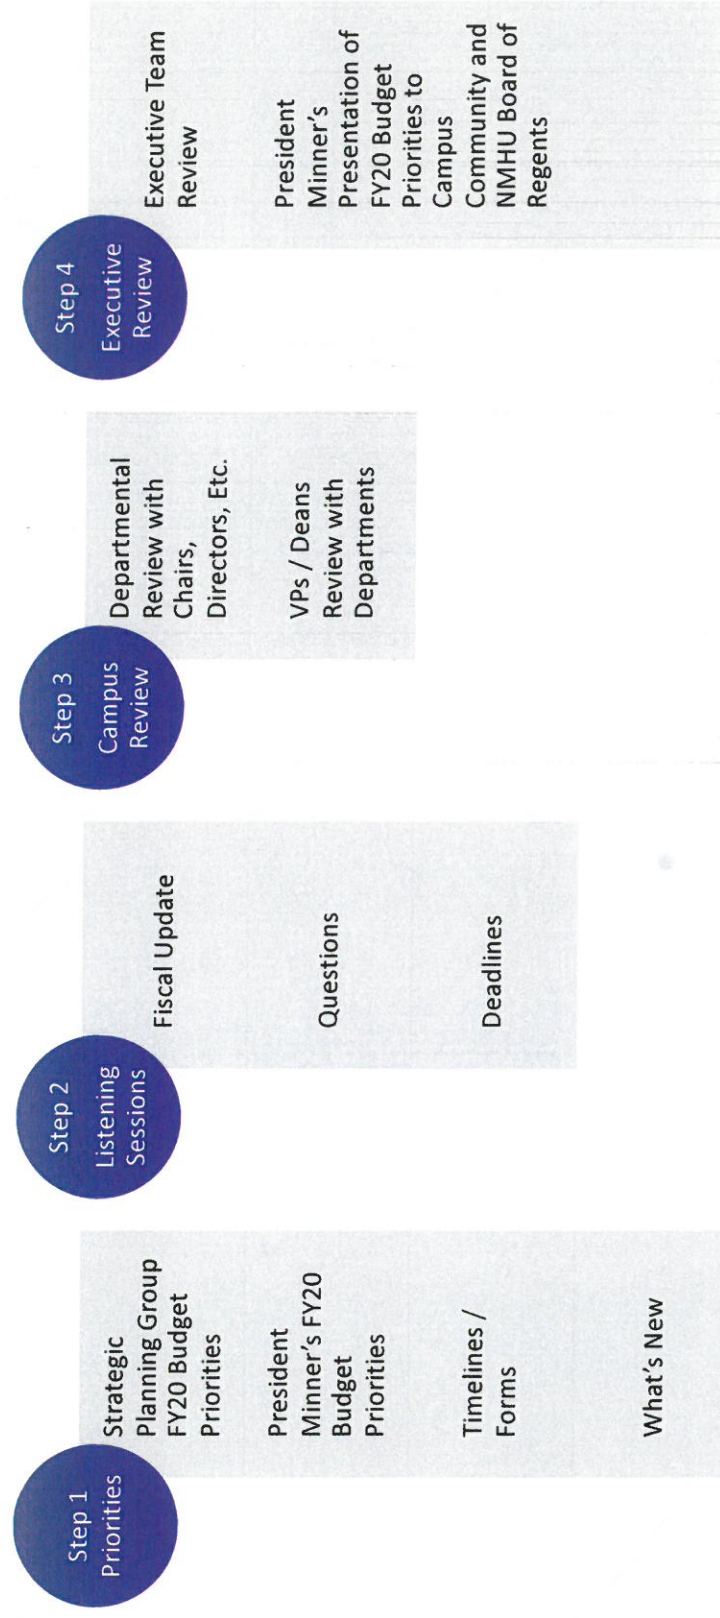 Step 1
Priorities
Strategic
Planning Group
FY20 Budget
Priorities
President
Minner's FY20
Budget
Priorities
Timelines /
Forms
What's New
Step 2
Listening
Sessions
Fiscal Update
Questions
Deadlines
Step 3
Campus
Review
Departmental
Review with
Chairs,
Directors, Etc.
VPs / Deans
Review with
Departments
Step 4
Executive
Review
Executive Team
Review
President
Minner's
Presentation of
FY20 Budget
Priorities to
Campus
Community and
NMHU Board of
Regents